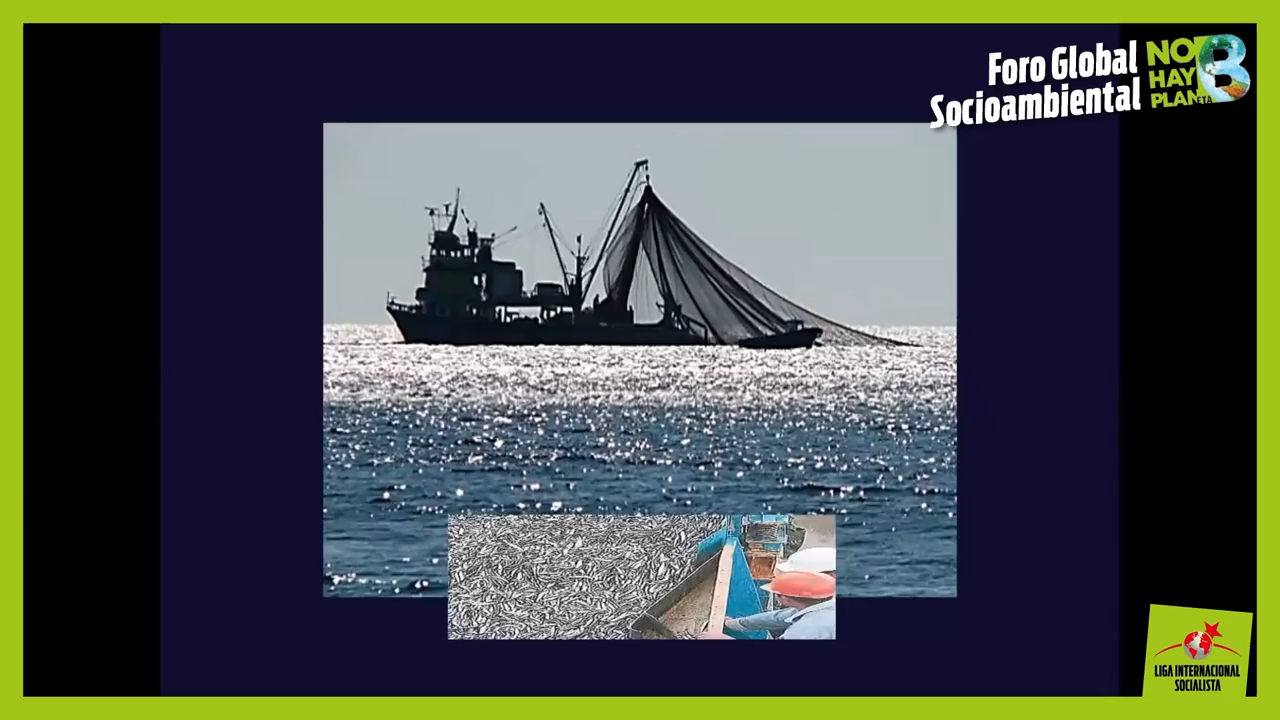 Foro Global
Socioambiental
NO
HAY
PLAN B
ETA
LIGA INTERNACIONAL
SOCIALISTA